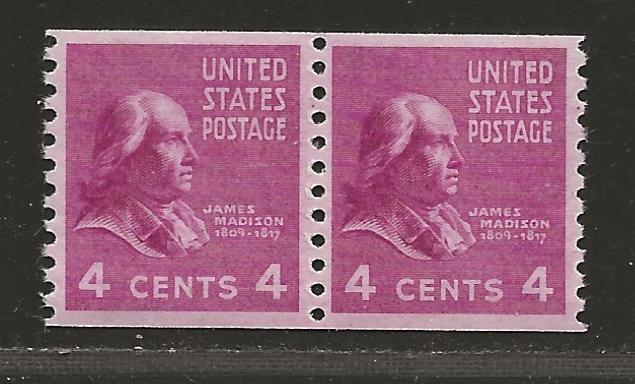 UNITED
STATES
POSTAGE
JAMES
MADISON
1809-1817
4 CENTS 4
UNITED
STATES
POSTAGE
JAMES
MADISON
1809-1817
4 CENTS 4